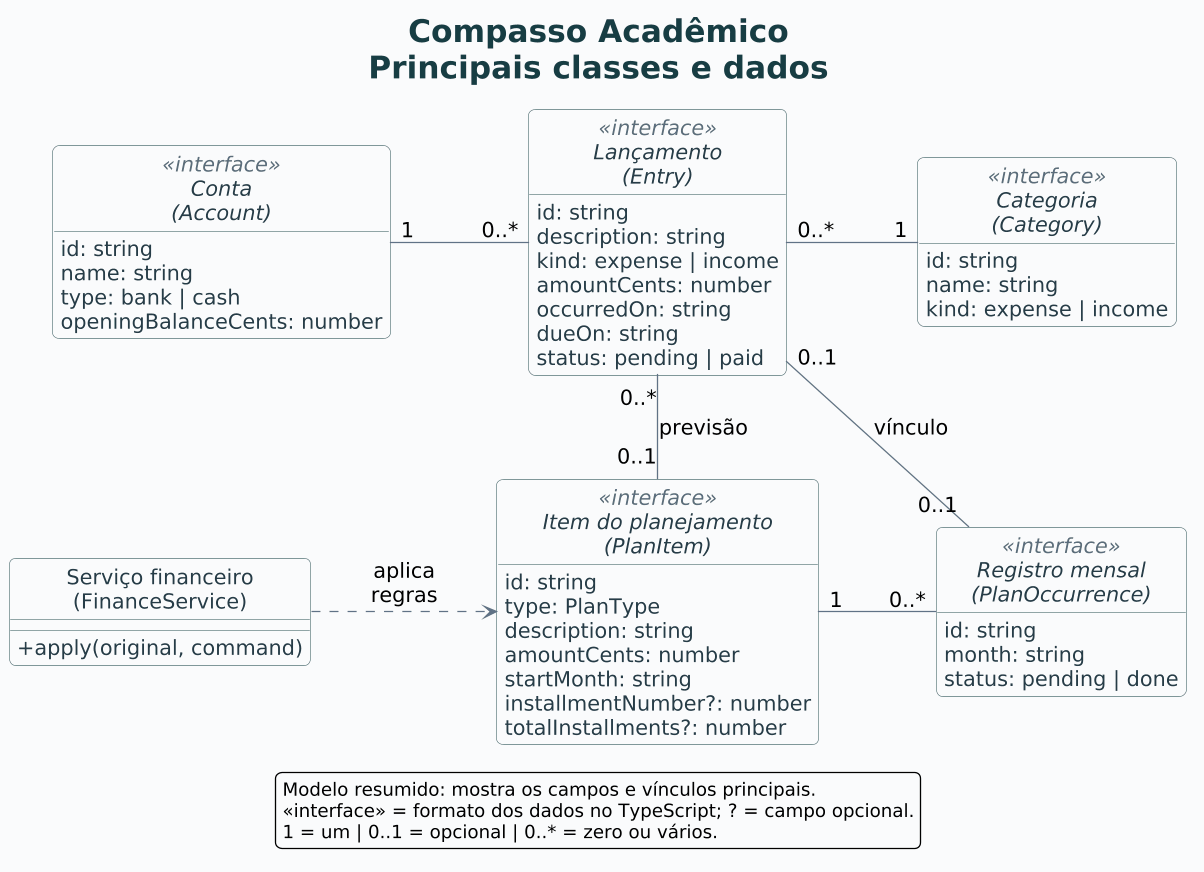 Compasso Acadêmico
Principais classes e dados
«interface»
Lançamento
(Entry)
id: string
description: string
kind: expense | income
amountCents: number
occurredOn: string
dueOn: string
status: pending | paid
«interface»
Conta
(Account)
id: string
name: string
type: bank | cash
openingBalanceCents: number
1
0..*
0..*
1
«interface»
Categoria
(Category)
id: string
name: string
kind: expense | income
0..*
previsão
0..1
0..1
vínculo
0..1
«interface»
Item do planejamento
(PlanItem)
id: string
type: PlanType
description: string
amountCents: number
startMonth: string
installmentNumber?: number
totalInstallments?: number
Serviço financeiro
(FinanceService)
+apply(original, command)
aplica
regras
1
0..*
«interface»
Registro mensal
(PlanOccurrence)
id: string
month: string
status: pending | done
Modelo resumido: mostra os campos e vínculos principais.
«interface» = formato dos dados no TypeScript; ? = campo opcional.
1 = um | 0..1 = opcional | 0..* = zero ou vários.